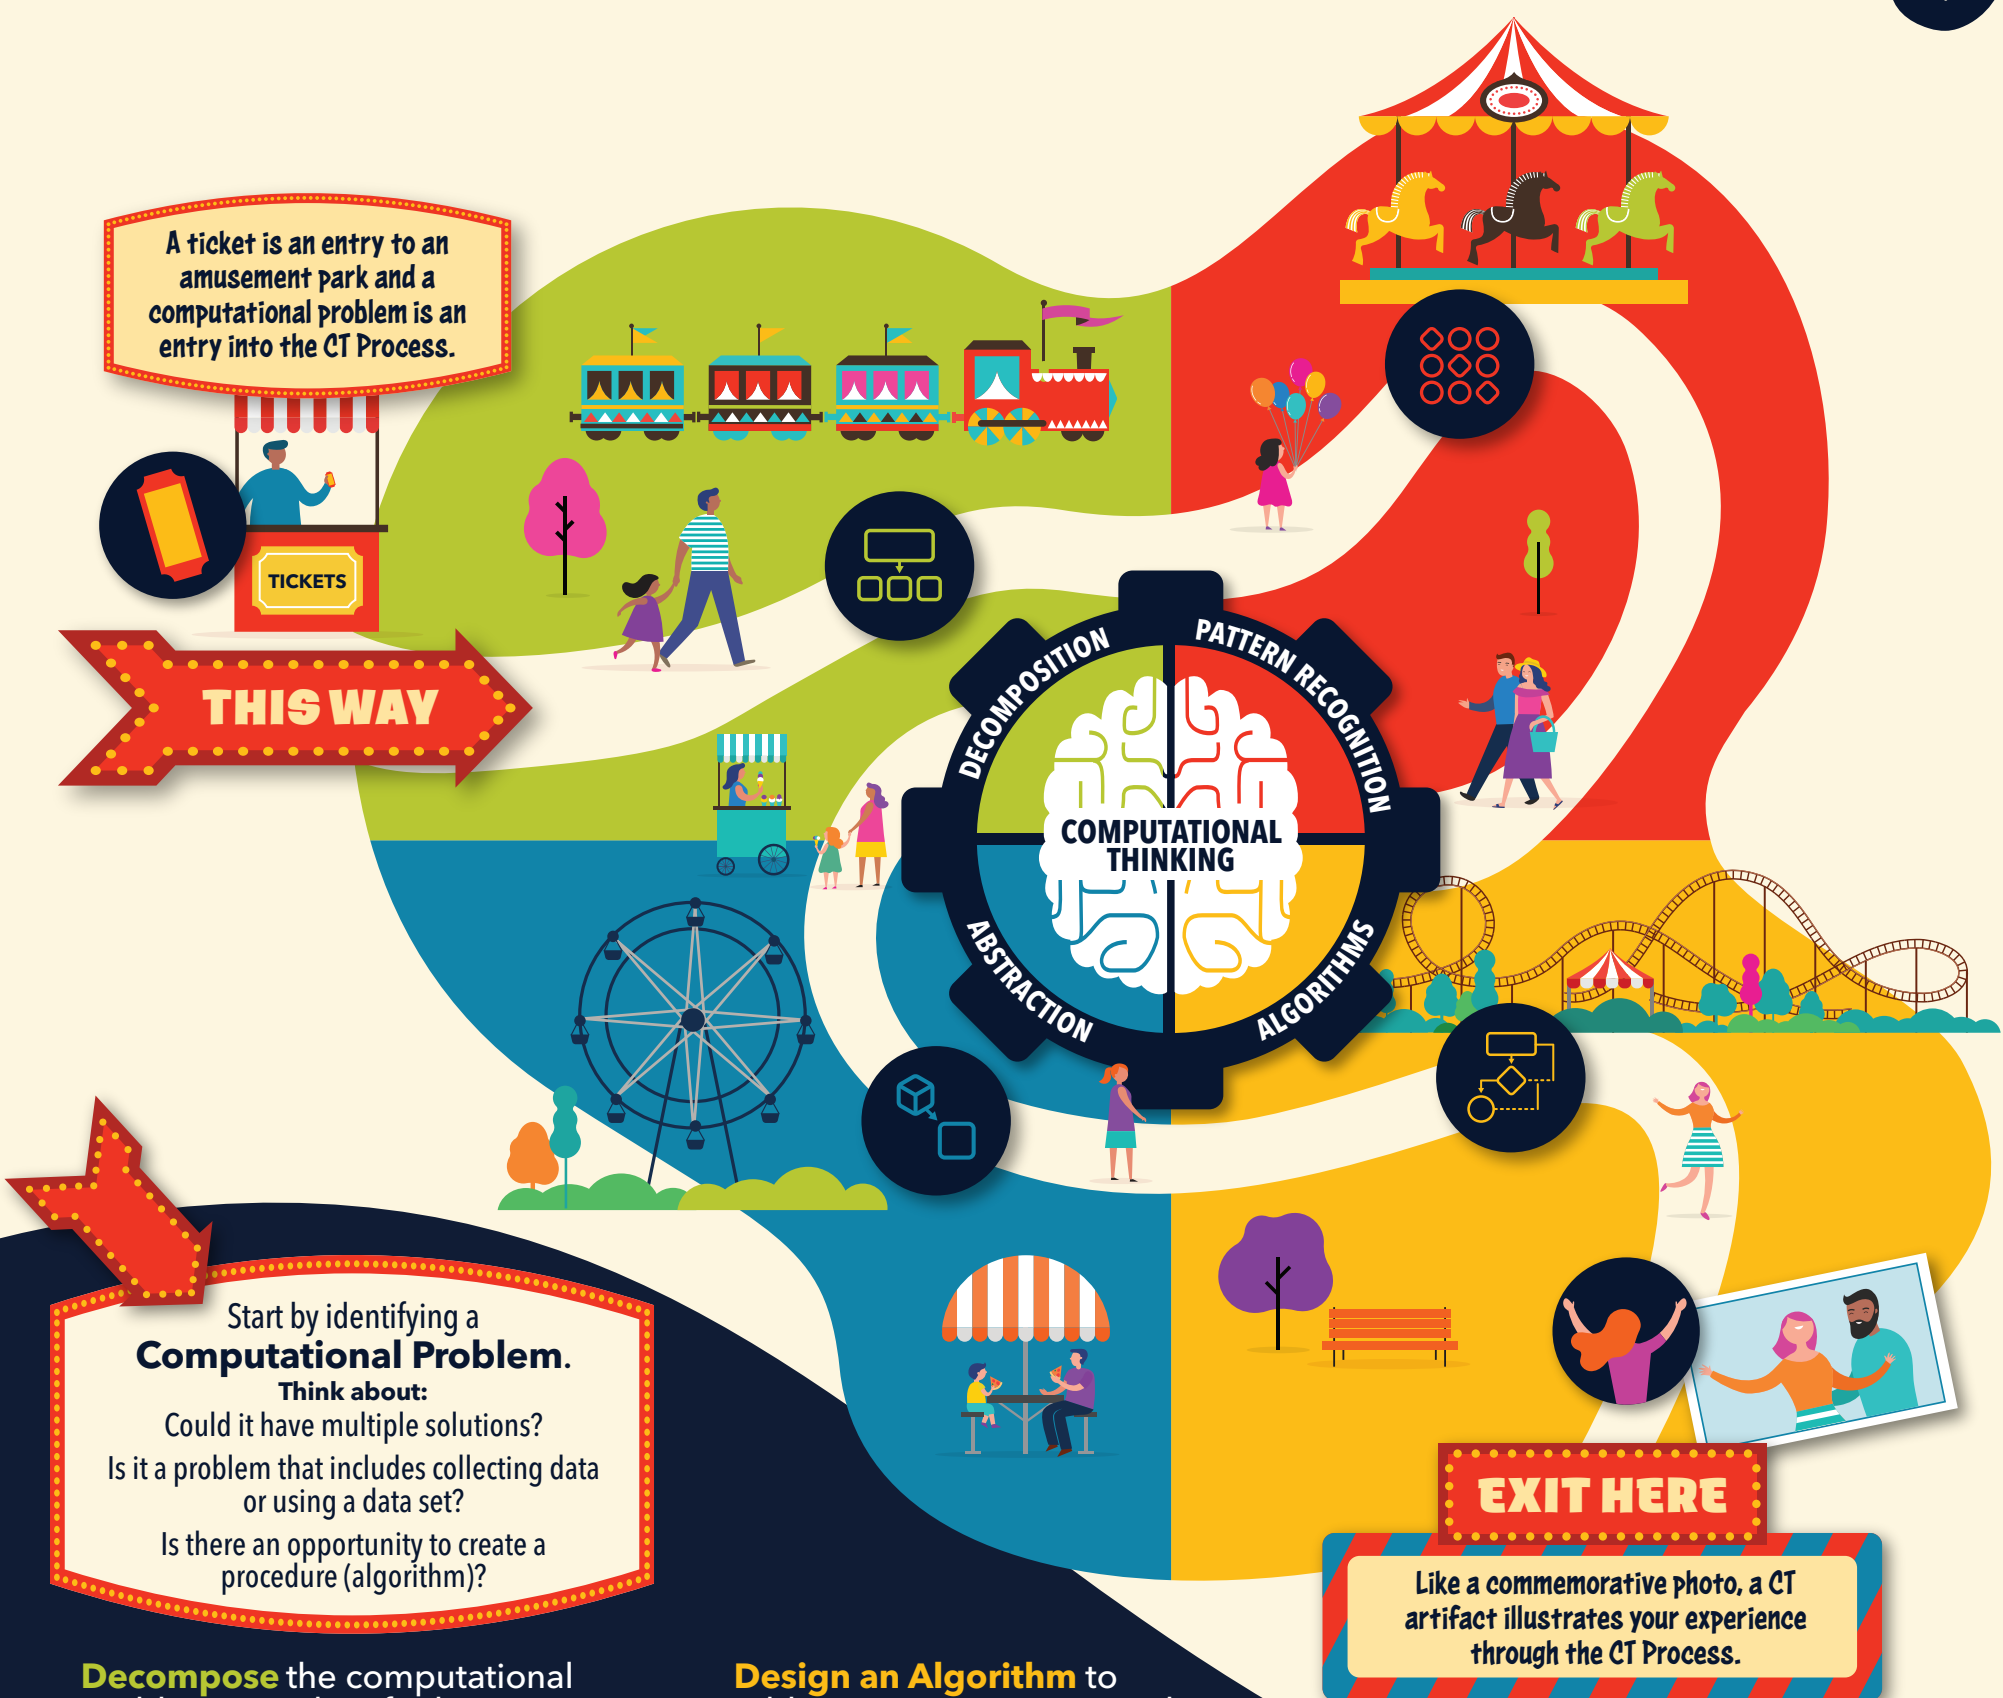 A ticket is an entry to an
amusement park and a
computational problem is an
entry into the CT Process.
TICKETS
THIS WAY
DECOMPOSITION
PATTERN RECOGNITION
COMPUTATIONAL
THINKING
ABSTRACTION
ALGORITHMS
Start by identifying a
Computational Problem.
Think about:
Could it have multiple solutions?
Is it a problem that includes collecting data
or using a data set?
Is there an opportunity to create a
procedure (algorithm)?
EXIT HERE
Like a commemorative photo, a CT
artifact illustrates your experience
through the CT Process.
Decompose the computational
Design an Algorithm to